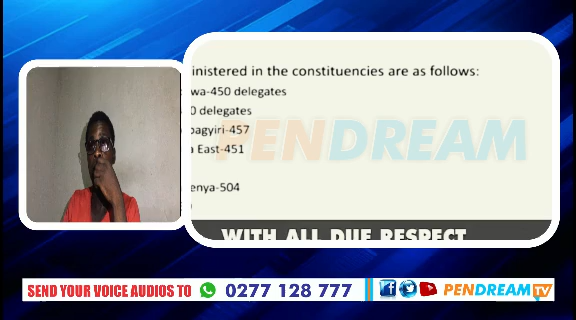 inistered in the constituencies are as follows:
wa-450 delegates
0 delegates
pagyiri-457
a East-451
enya-504
PENDREAM
WITH ALL DUE RESPECT
SEND YOUR VOICE AUDIOS TO 0277 128 777 PENDREAM TV